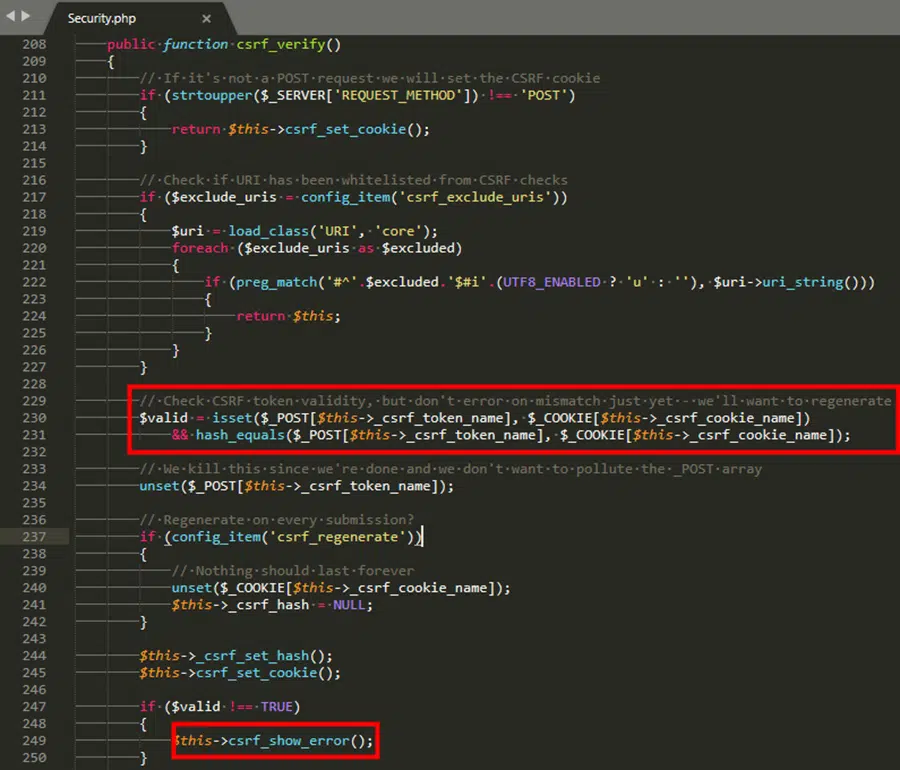 Security.php ×
208 public function csrf_verify()
209 {
210 // If it's not a POST request we will set the CSRF cookie
211 if (strtoupper($_SERVER['REQUEST_METHOD']) !== 'POST')
212 {
213 return $this->csrf_set_cookie();
214 }
215
216 // Check if URI has been whitelisted from CSRF checks
217 if ($exclude_uris = config_item('csrf_exclude_uris'))
218 {
219 $uri = load_class('URI', 'core');
220 foreach ($exclude_uris as $excluded)
221 {
222 if (preg_match('#^'.$excluded.'$#i'.(UTF8_ENABLED ? 'u' : ''), $uri->uri_string()))
223 {
224 return $this;
225 }
226 }
227 }
228
229 // Check CSRF token validity, but don't error on mismatch just yet - we'll want to regenerate
230 $valid = isset($_POST[$this->_csrf_token_name], $_COOKIE[$this->_csrf_cookie_name])
231 && hash_equals($_POST[$this->_csrf_token_name], $_COOKIE[$this->_csrf_cookie_name]);
232
233 // We kill this since we're done and we don't want to pollute the _POST array
234 unset($_POST[$this->_csrf_token_name]);
235
236 // Regenerate on every submission?
237 if (config_item('csrf_regenerate'))
238 {
239 // Nothing should last forever
240 unset($_COOKIE[$this->_csrf_cookie_name]);
241 $this->_csrf_hash = NULL;
242 }
243
244 $this->_csrf_set_hash();
245 $this->csrf_set_cookie();
246
247 if ($valid !== TRUE)
248 {
249 $this->csrf_show_error();
250 }